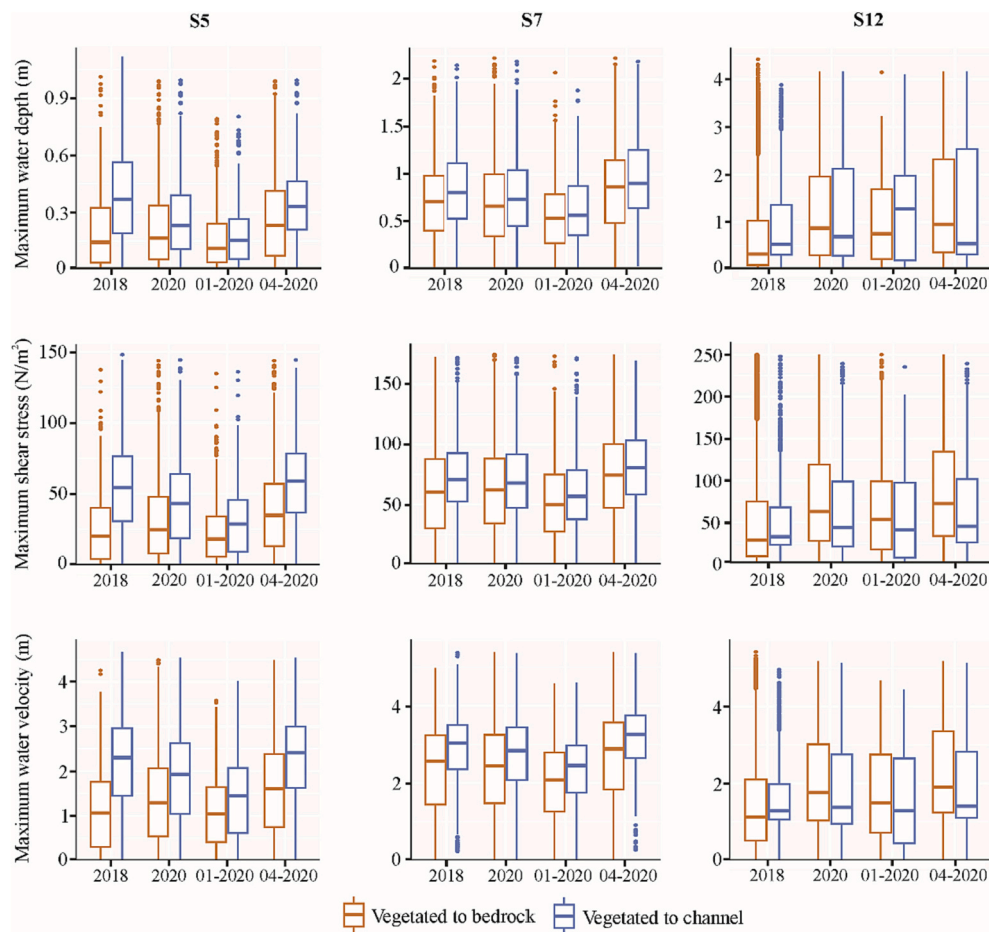 S5 S7 S12
Maximum water depth (m)
0.9
0.6
0.3
0
2018 2020 01-2020 04-2020
2
1.5
1
0.5
0
2018 2020 01-2020 04-2020
4
3
2
1
0
2018 2020 01-2020 04-2020
Maximum shear stress (N/m²)
150
100
50
0
2018 2020 01-2020 04-2020
150
100
50
0
2018 2020 01-2020 04-2020
250
200
150
100
50
0
2018 2020 01-2020 04-2020
Maximum water velocity (m)
4
3
2
1
0
2018 2020 01-2020 04-2020
4
2
0
2018 2020 01-2020 04-2020
4
2
0
2018 2020 01-2020 04-2020
Vegetated to bedrock Vegetated to channel